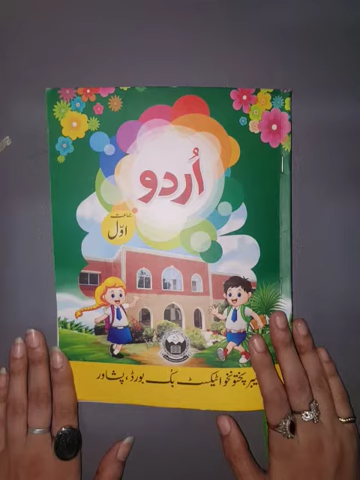 اُردو
جماعت
اوّل
خیبر پختونخوا ٹیکسٹ بک بورڈ، پشاور